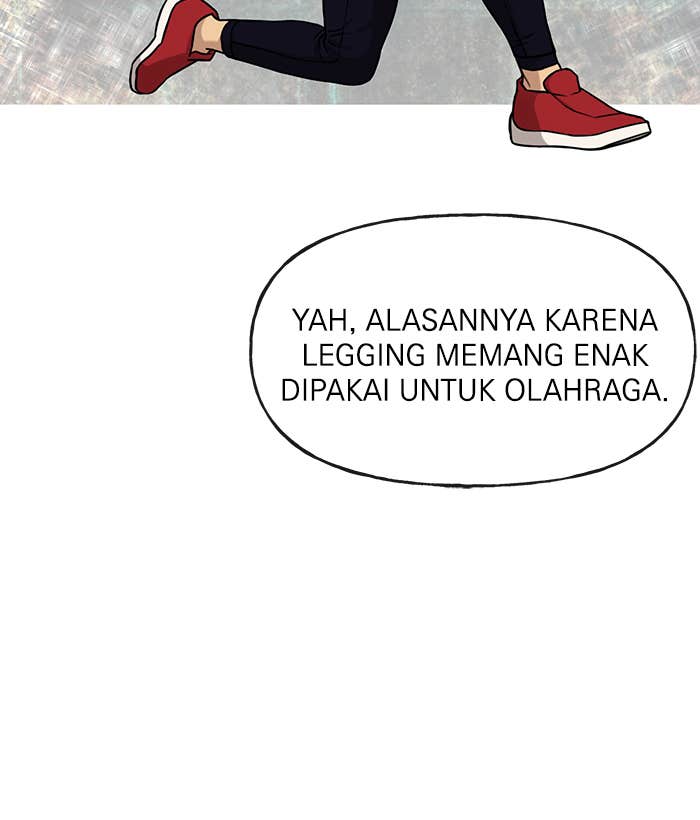 YAH, ALASANNYA KARENA
LEGGING MEMANG ENAK
DIPAKAI UNTUK OLAHRAGA.